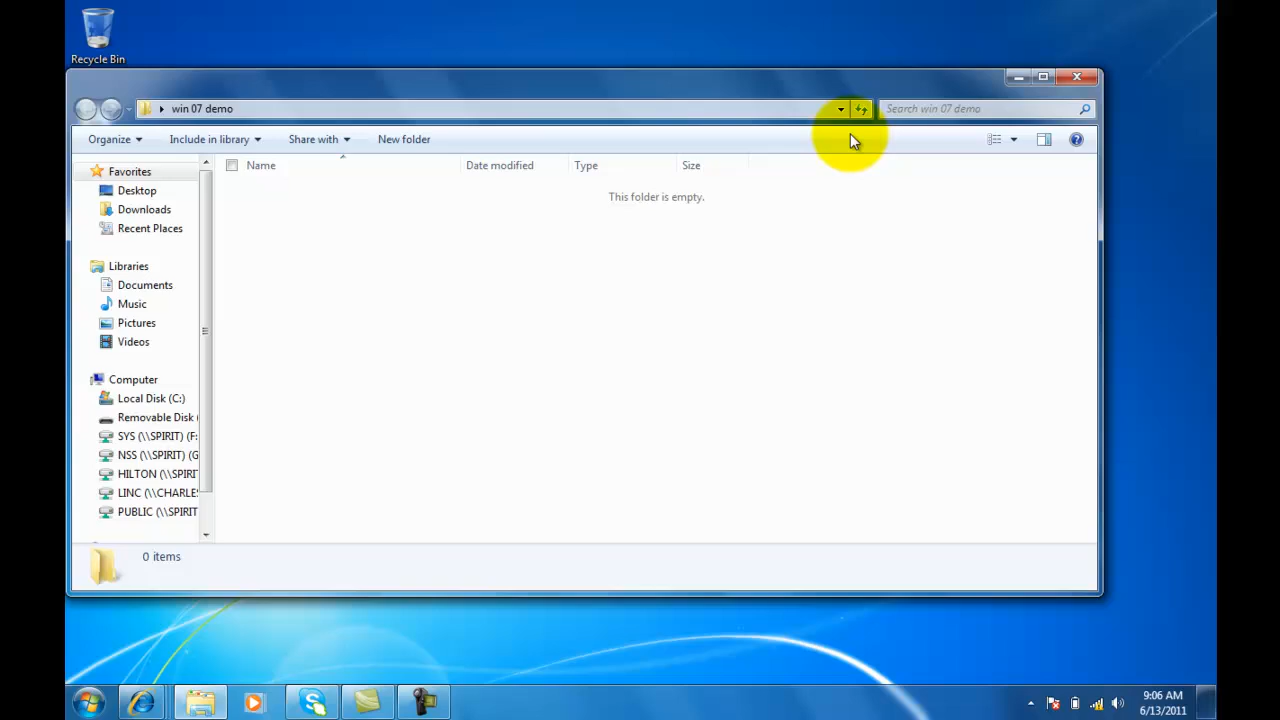 Recycle Bin
win 07 demo
Search win 07 demo
Organize Include in library Share with New folder
Name Date modified Type Size
This folder is empty.
Favorites
Desktop
Downloads
Recent Places
Libraries
Documents
Music
Pictures
Videos
Computer
Local Disk (C:)
Removable Disk (
SYS (\\SPIRIT) (F:
NSS (\\SPIRIT) (G
HILTON (\\SPIRI
LINC (\\CHARLES
PUBLIC (\\SPIRIT
0 items
9:06 AM
6/13/2011